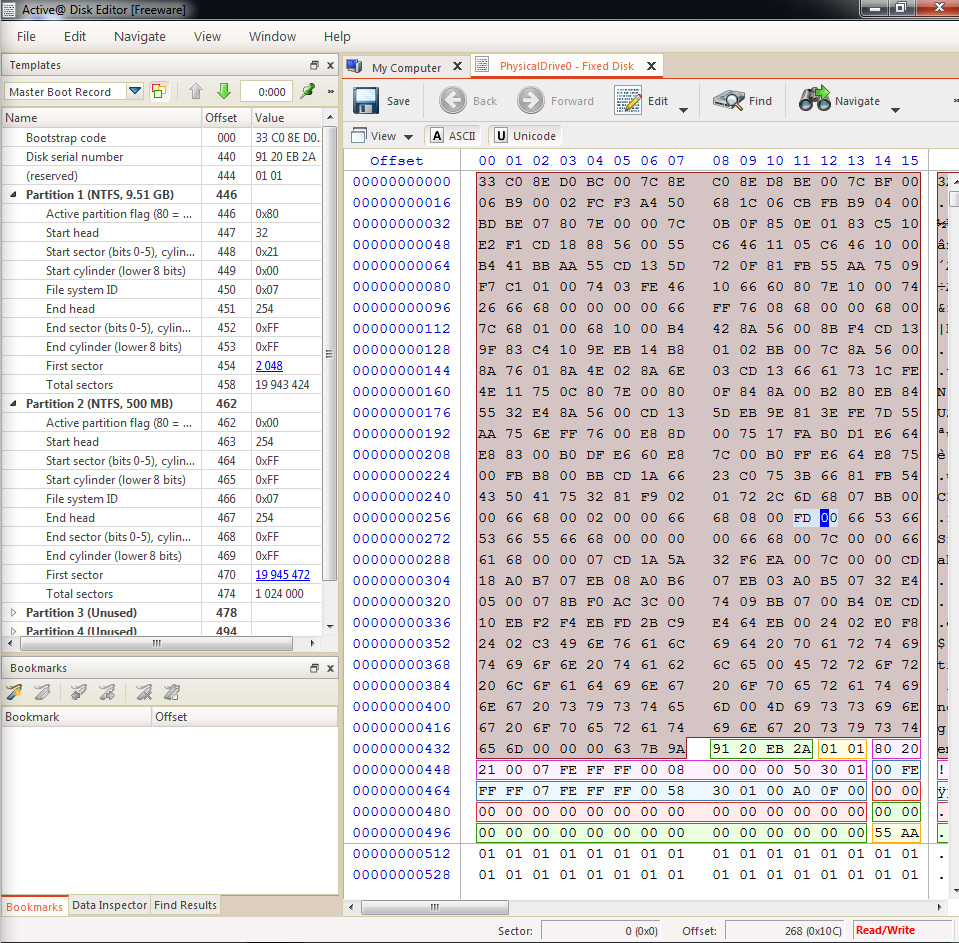 Active@ Disk Editor [Freeware]
File Edit Navigate View Window Help
Templates
Master Boot Record 0:000 »
Name Offset Value
Bootstrap code 000 33 C0 8E D0.
Disk serial number 440 91 20 EB 2A
(reserved) 444 01 01
Partition 1 (NTFS, 9.51 GB) 446
Active partition flag (80 = ... 446 0x80
Start head 447 32
Start sector (bits 0-5), cylin... 448 0x21
Start cylinder (lower 8 bits) 449 0x00
File system ID 450 0x07
End head 451 254
End sector (bits 0-5), cylin... 452 0xFF
End cylinder (lower 8 bits) 453 0xFF
First sector 454 2 048
Total sectors 458 19 943 424
Partition 2 (NTFS, 500 MB) 462
Active partition flag (80 = ... 462 0x00
Start head 463 254
Start sector (bits 0-5), cylin... 464 0xFF
Start cylinder (lower 8 bits) 465 0xFF
File system ID 466 0x07
End head 467 254
End sector (bits 0-5), cylin... 468 0xFF
End cylinder (lower 8 bits) 469 0xFF
First sector 470 19 945 472
Total sectors 474 1 024 000
Partition 3 (Unused) 478
Partition 4 (Unused) 494
Bookmarks
Bookmark Offset
Bookmarks Data Inspector Find Results
My Computer PhysicalDrive0 - Fixed Disk
Save Back Forward Edit Find Navigate »
View A ASCII U Unicode
Offset 00 01 02 03 04 05 06 07 08 09 10 11 12 13 14 15
00000000000 33 C0 8E D0 BC 00 7C 8E C0 8E D8 BE 00 7C BF 00
00000000016 06 B9 00 02 FC F3 A4 50 68 1C 06 CB FB B9 04 00
00000000032 BD BE 07 80 7E 00 00 7C 0B 0F 85 0E 01 83 C5 10
00000000048 E2 F1 CD 18 88 56 00 55 C6 46 11 05 C6 46 10 00
00000000064 B4 41 BB AA 55 CD 13 5D 72 0F 81 FB 55 AA 75 09
00000000080 F7 C1 01 00 74 03 FE 46 10 66 60 80 7E 10 00 74
00000000096 26 66 68 00 00 00 00 66 FF 76 08 68 00 00 68 00
00000000112 7C 68 01 00 68 10 00 B4 42 8A 56 00 8B F4 CD 13
00000000128 9F 83 C4 10 9E EB 14 B8 01 02 BB 00 7C 8A 56 00
00000000144 8A 76 01 8A 4E 02 8A 6E 03 CD 13 66 61 73 1C FE
00000000160 4E 11 75 0C 80 7E 00 80 0F 84 8A 00 B2 80 EB 84
00000000176 55 32 E4 8A 56 00 CD 13 5D EB 9E 81 3E FE 7D 55
00000000192 AA 75 6E FF 76 00 E8 8D 00 75 17 FA B0 D1 E6 64
00000000208 E8 83 00 B0 DF E6 60 E8 7C 00 B0 FF E6 64 E8 75
00000000224 00 FB B8 00 BB CD 1A 66 23 C0 75 3B 66 81 FB 54
00000000240 43 50 41 75 32 81 F9 02 01 72 2C 6D 68 07 BB 00
00000000256 00 66 68 00 02 00 00 66 68 08 00 FD 00 66 53 66
00000000272 53 66 55 66 68 00 00 00 00 66 68 00 7C 00 00 66
00000000288 61 68 00 00 07 CD 1A 5A 32 F6 EA 00 7C 00 00 CD
00000000304 18 A0 B7 07 EB 08 A0 B6 07 EB 03 A0 B5 07 32 E4
00000000320 05 00 07 8B F0 AC 3C 00 74 09 BB 07 00 B4 0E CD
00000000336 10 EB F2 F4 EB FD 2B C9 E4 64 EB 00 24 02 E0 F8
00000000352 24 02 C3 49 6E 76 61 6C 69 64 20 70 61 72 74 69
00000000368 74 69 6F 6E 20 74 61 62 6C 65 00 45 72 72 6F 72
00000000384 20 6C 6F 61 64 69 6E 67 20 6F 70 65 72 61 74 69
00000000400 6E 67 20 73 79 73 74 65 6D 00 4D 69 73 73 69 6E
00000000416 67 20 6F 70 65 72 61 74 69 6E 67 20 73 79 73 74
00000000432 65 6D 00 00 00 63 7B 9A 91 20 EB 2A 01 01 80 20
00000000448 21 00 07 FE FF FF 00 08 00 00 00 50 30 01 00 FE
00000000464 FF FF 07 FE FF FF 00 58 30 01 00 A0 0F 00 00 00
00000000480 00 00 00 00 00 00 00 00 00 00 00 00 00 00 00 00
00000000496 00 00 00 00 00 00 00 00 00 00 00 00 00 00 55 AA
00000000512 01 01 01 01 01 01 01 01 01 01 01 01 01 01 01 01
00000000528 01 01 01 01 01 01 01 01 01 01 01 01 01 01 01 01
Sector: 0 (0x0) Offset: 268 (0x10C) Read/Write